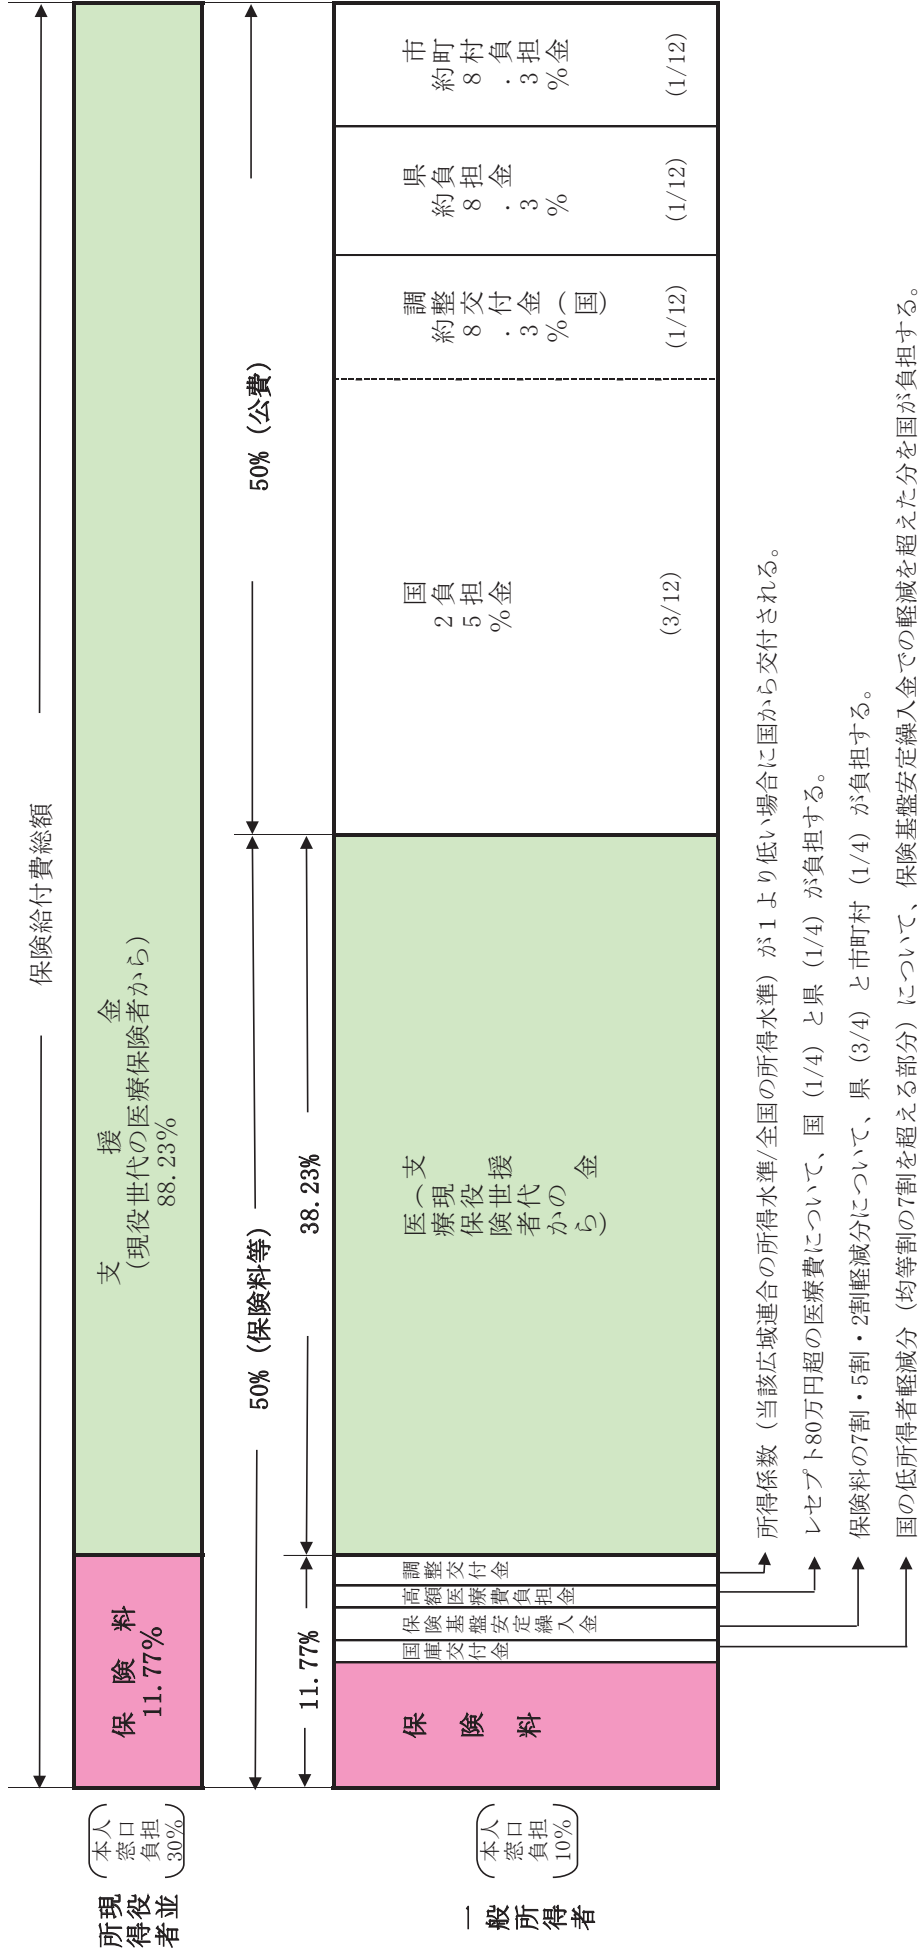 保険給付費総額
現役並
所得者
本人
窓口
負担
30%
保険料
11.77%
支援金
(現役世代の医療保険者から)
88.23%
50% (保険料等)
50% (公費)
11.77%
38.23%
一般
所得者
本人
窓口
負担
10%
保険料
国庫交付金
保険基盤安定繰入金
高額医療費負担金
調整交付金
支援金
(現役世代の
医療保険者から)
国負担金
25%
(3/12)
調整交付金(国)
約8.3%
(1/12)
県負担金
約8.3%
(1/12)
市町村負担金
約8.3%
(1/12)
所得係数(当該広域連合の所得水準/全国の所得水準)が1より低い場合に国から交付される。
レセプト80万円超の医療費について、国(1/4)と県(1/4)が負担する。
保険料の7割・5割・2割軽減分について、県(3/4)と市町村(1/4)が負担する。
国の低所得者軽減分(均等割の7割を超える部分)について、保険基盤安定繰入金での軽減を超えた分を国が負担する。